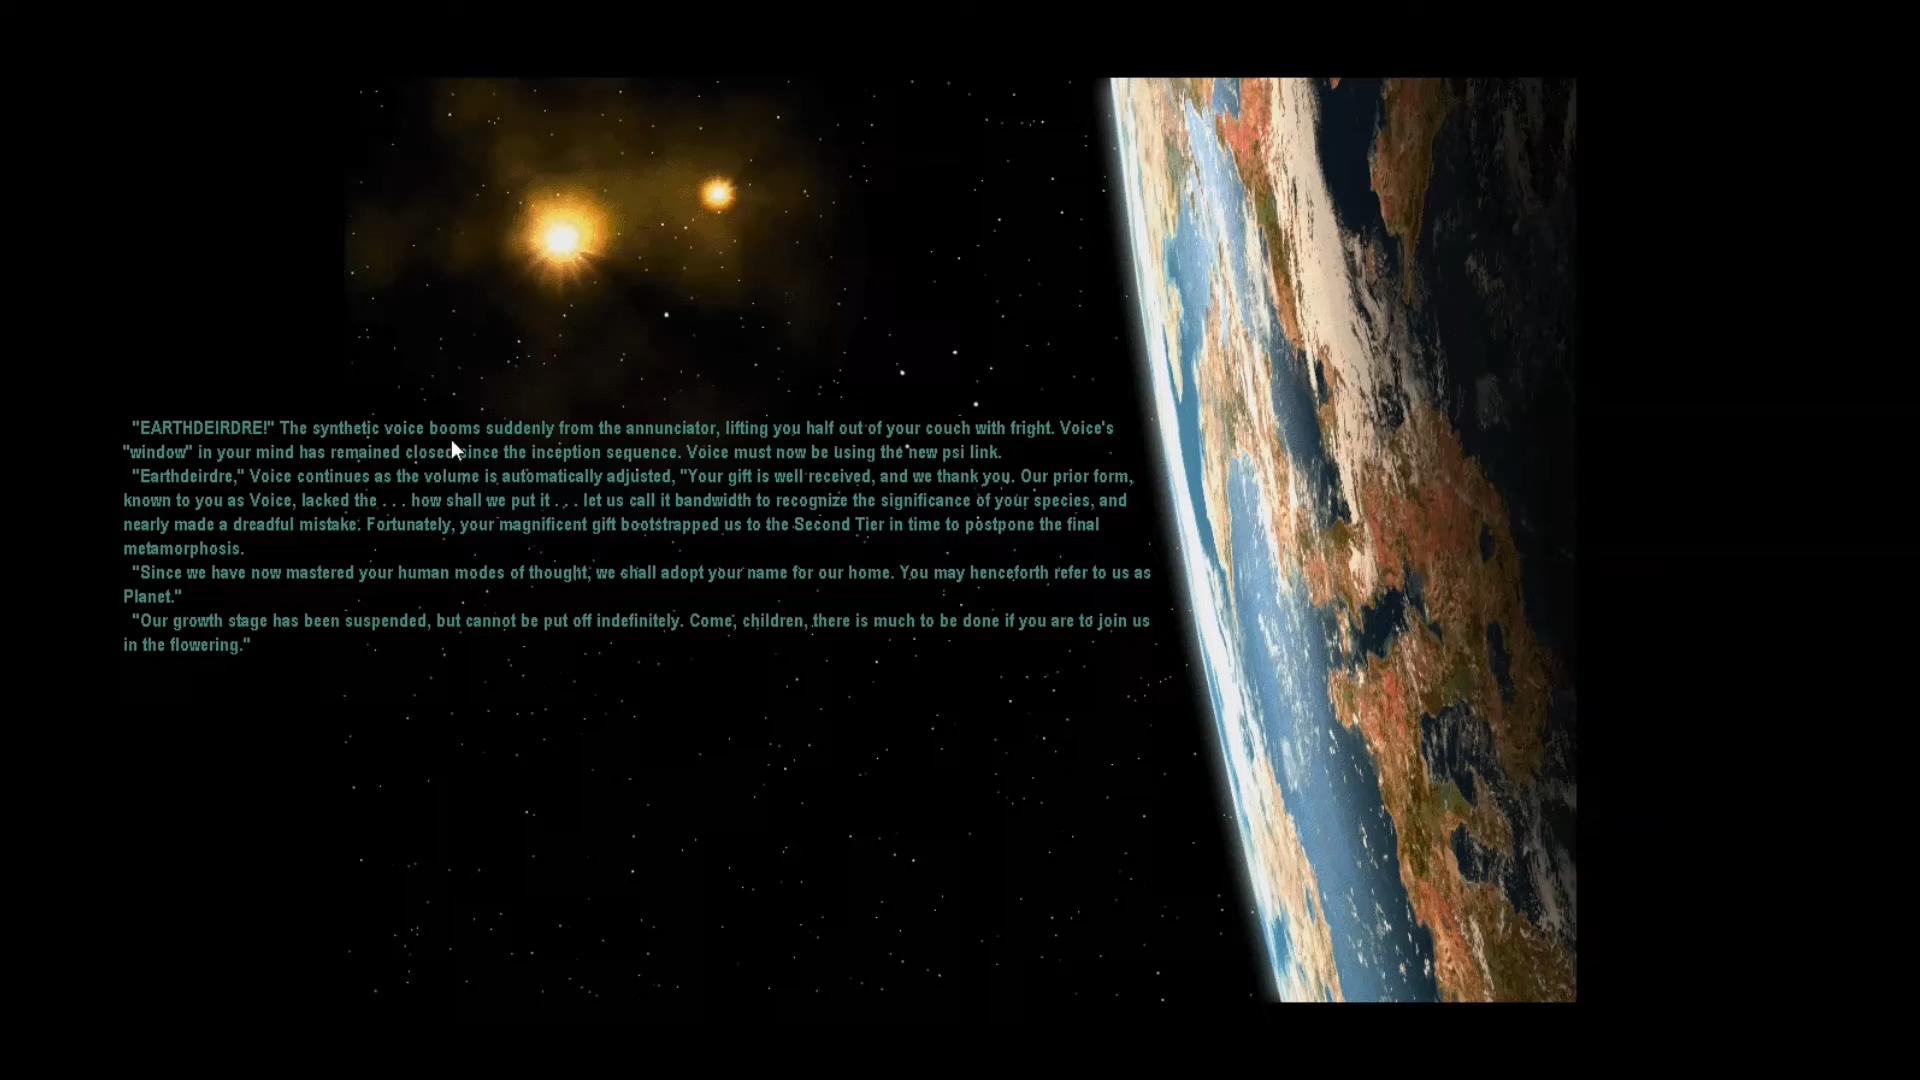 "EARTHDEIRDRE!" The synthetic voice booms suddenly from the annunciator, lifting you half out of your couch with fright. Voice's
"window" in your mind has remained closed since the inception sequence. Voice must now be using the new psi link.
"Earthdeirdre," Voice continues as the volume is automatically adjusted, "Your gift is well received, and we thank you. Our prior form,
known to you as Voice, lacked the . . . how shall we put it . . . let us call it bandwidth to recognize the significance of your species, and
nearly made a dreadful mistake. Fortunately, your magnificent gift bootstrapped us to the Second Tier in time to postpone the final
metamorphosis.
"Since we have now mastered your human modes of thought, we shall adopt your name for our home. You may henceforth refer to us as
Planet."
"Our growth stage has been suspended, but cannot be put off indefinitely. Come, children, there is much to be done if you are to join us
in the flowering."